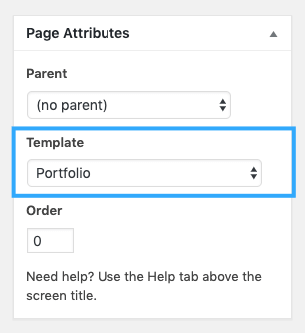 Page Attributes
Parent
(no parent)
Template
Portfolio
Order
0
Need help? Use the Help tab above the
screen title.